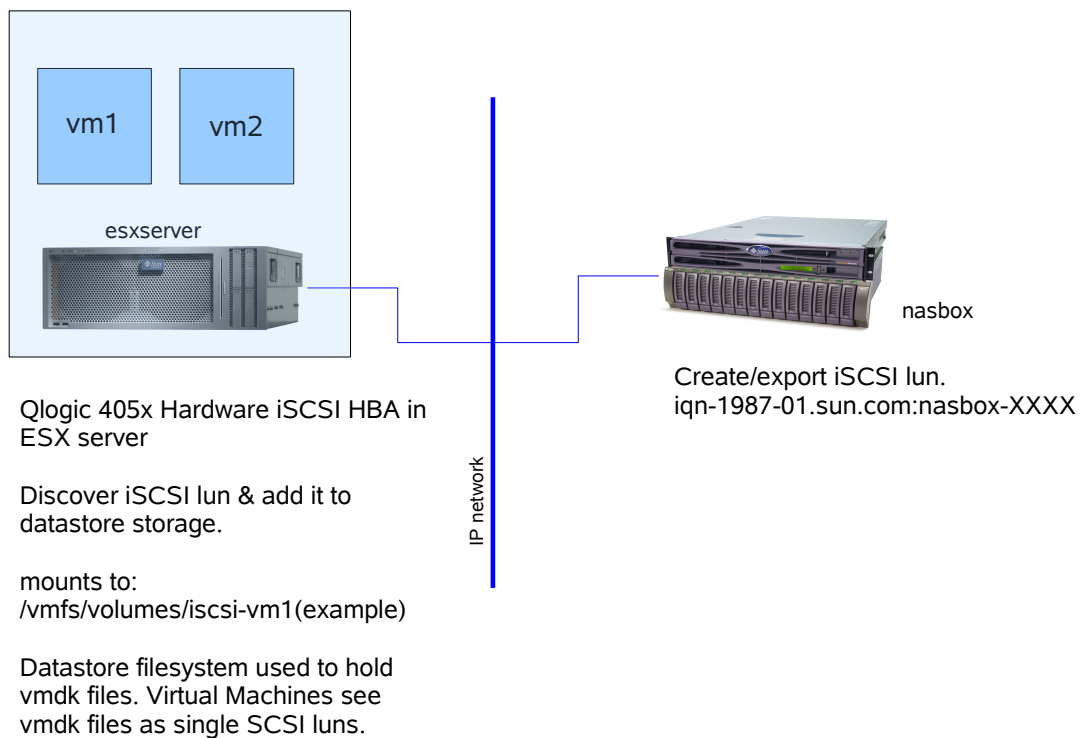 vm1
vm2
esxserver
nasbox
Create/export iSCSI lun.
iqn-1987-01.sun.com:nasbox-XXXX
Qlogic 405x Hardware iSCSI HBA in
ESX server
Discover iSCSI lun & add it to
datastore storage.
mounts to:
/vmfs/volumes/iscsi-vm1(example)
Datastore filesystem used to hold
vmdk files. Virtual Machines see
vmdk files as single SCSI luns.
IP network